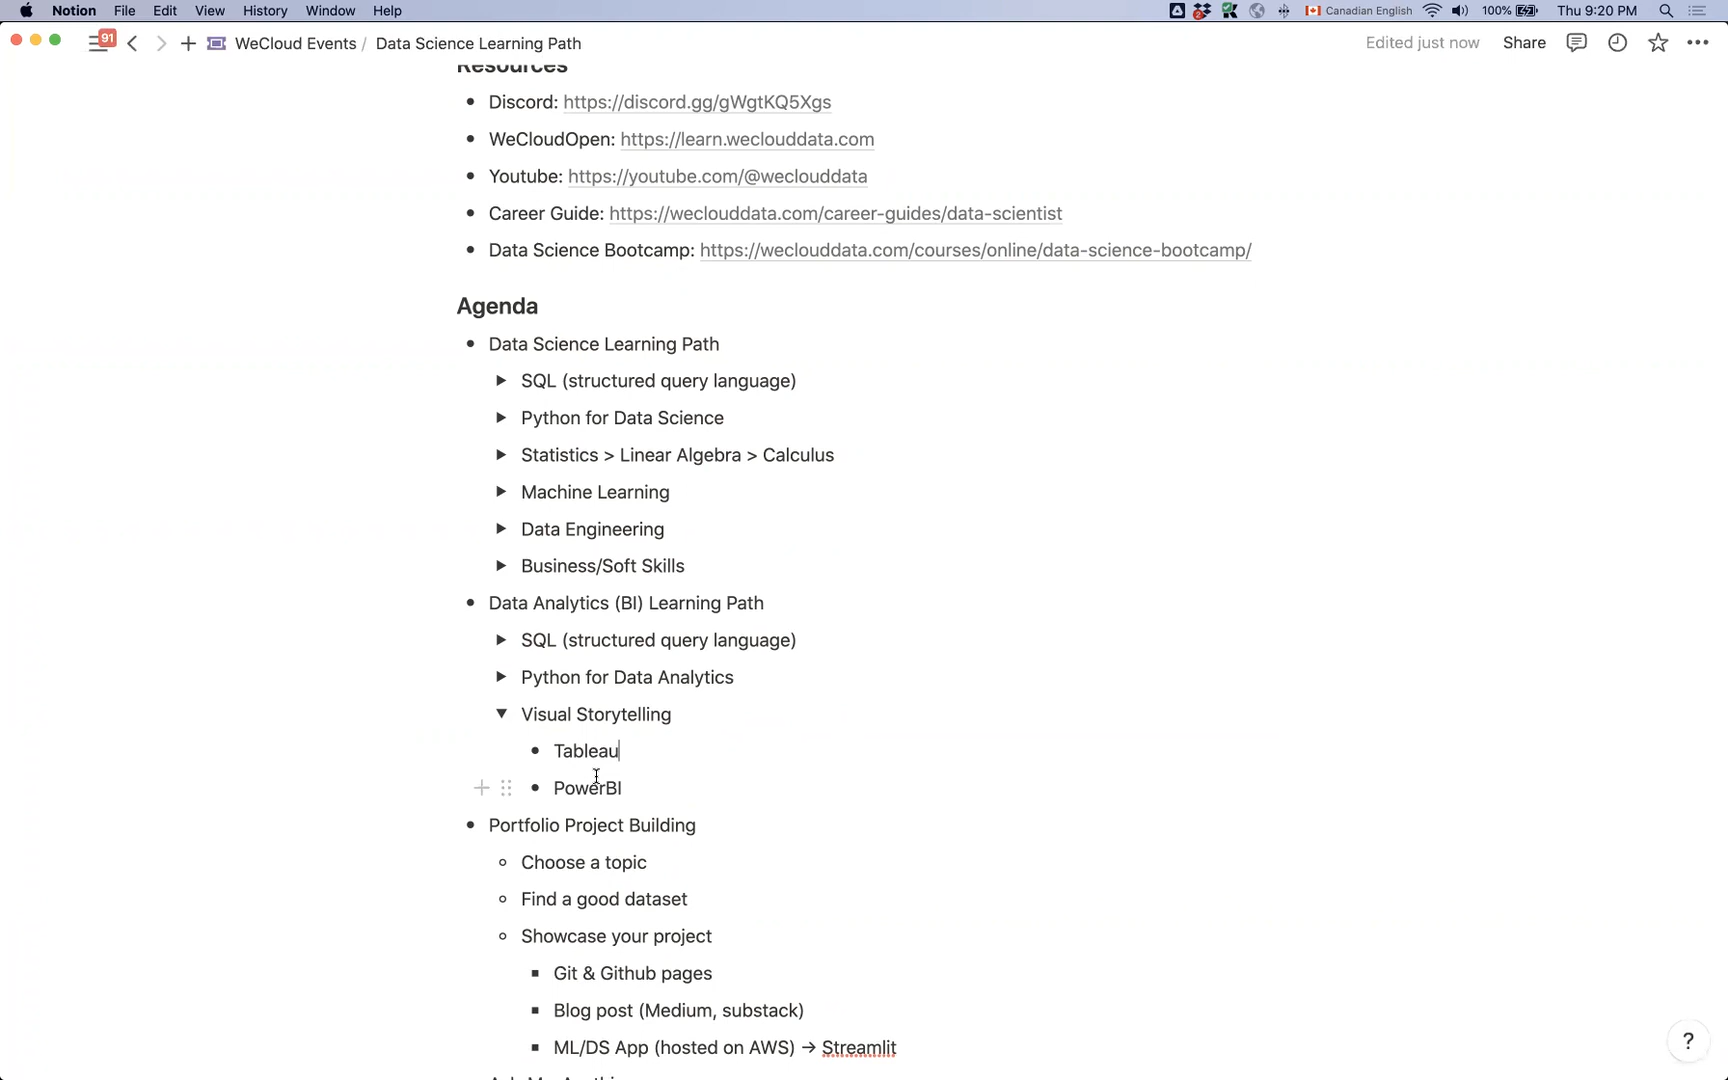 Notion File Edit View History Window Help Canadian English 100% Thu 9:20 PM
91 WeCloud Events / Data Science Learning Path Edited just now Share
Resources
• Discord: https://discord.gg/gWgtKQ5Xgs
• WeCloudOpen: https://learn.weclouddata.com
• Youtube: https://youtube.com/@weclouddata
• Career Guide: https://weclouddata.com/career-guides/data-scientist
• Data Science Bootcamp: https://weclouddata.com/courses/online/data-science-bootcamp/
Agenda
• Data Science Learning Path
SQL (structured query language)
Python for Data Science
Statistics > Linear Algebra > Calculus
Machine Learning
Data Engineering
Business/Soft Skills
• Data Analytics (BI) Learning Path
SQL (structured query language)
Python for Data Analytics
Visual Storytelling
• Tableau
• PowerBI
• Portfolio Project Building
Choose a topic
Find a good dataset
Showcase your project
Git & Github pages
Blog post (Medium, substack)
ML/DS App (hosted on AWS) → Streamlit
?